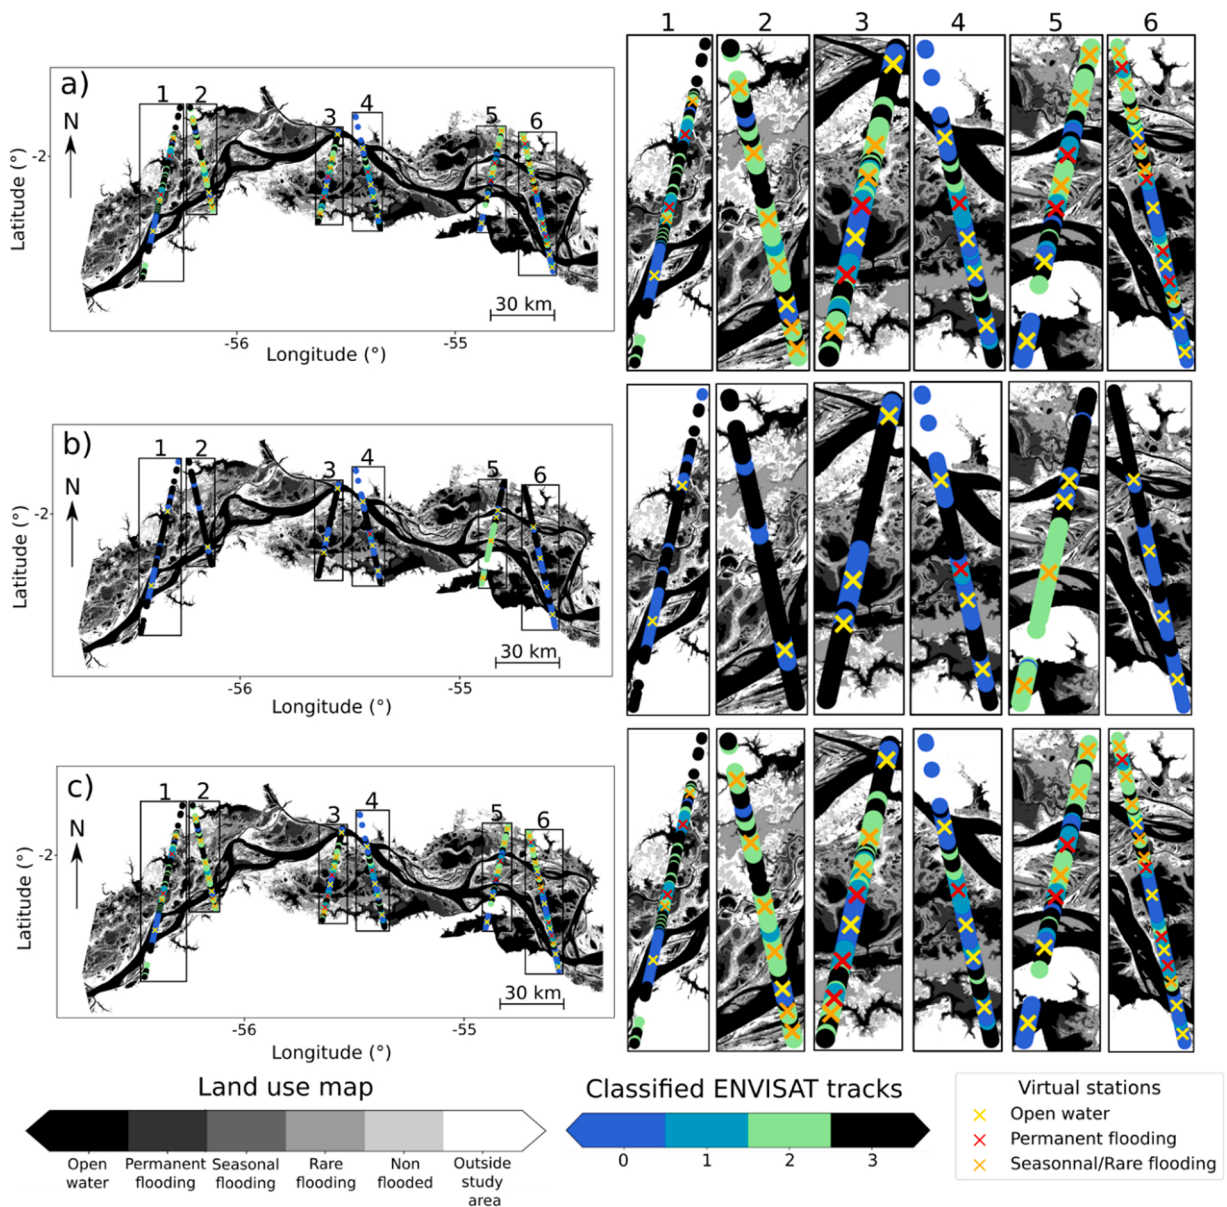 1 2 3 4 5 6
a)
1 2 3 4 5 6
N
-2
Latitude (°)
30 km
-56 -55
Longitude (°)
b)
1 2 3 4 5 6
N
-2
Latitude (°)
30 km
-56 -55
Longitude (°)
c)
1 2 3 4 5 6
N
-2
Latitude (°)
30 km
-56 -55
Longitude (°)
Land use map
Open water
Permanent flooding
Seasonal flooding
Rare flooding
Non flooded
Outside study area
Classified ENVISAT tracks
0 1 2 3
Virtual stations
Open water
Permanent flooding
Seasonnal/Rare flooding